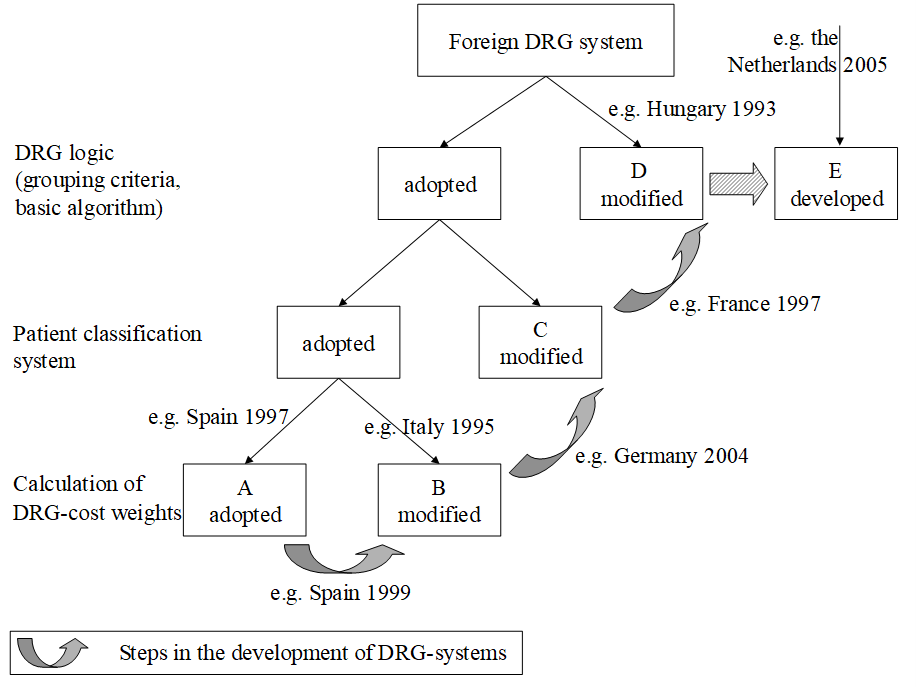 Foreign DRG system
e.g. the
Netherlands 2005
e.g. Hungary 1993
DRG logic
(grouping criteria,
basic algorithm)
adopted
D
modified
E
developed
e.g. France 1997
Patient classification
system
adopted
C
modified
e.g. Spain 1997
e.g. Italy 1995
e.g. Germany 2004
Calculation of
DRG-cost weights
A
adopted
B
modified
e.g. Spain 1999
Steps in the development of DRG-systems